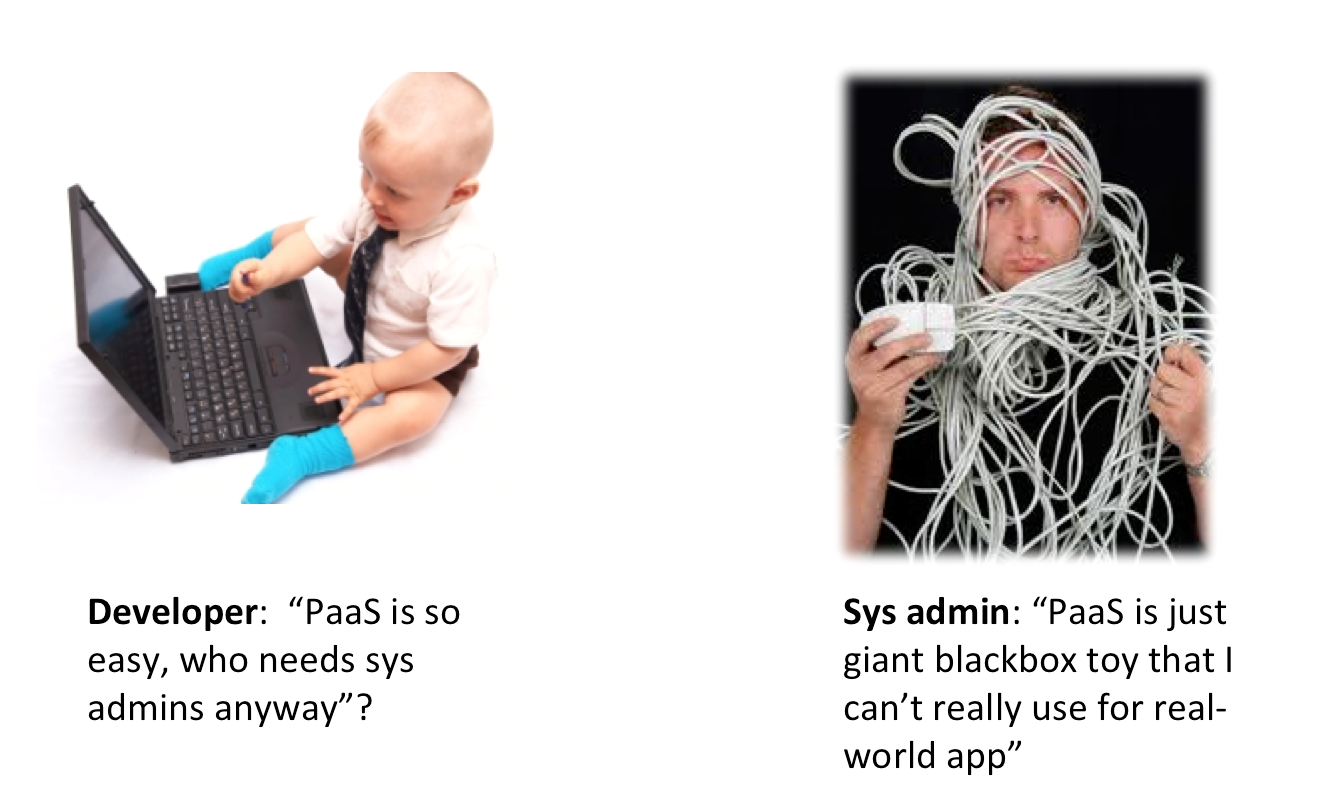 Developer:  “PaaS is so
easy, who needs sys
admins anyway”?
Sys admin: “PaaS is just
giant blackbox toy that I
can’t really use for real-
world app”